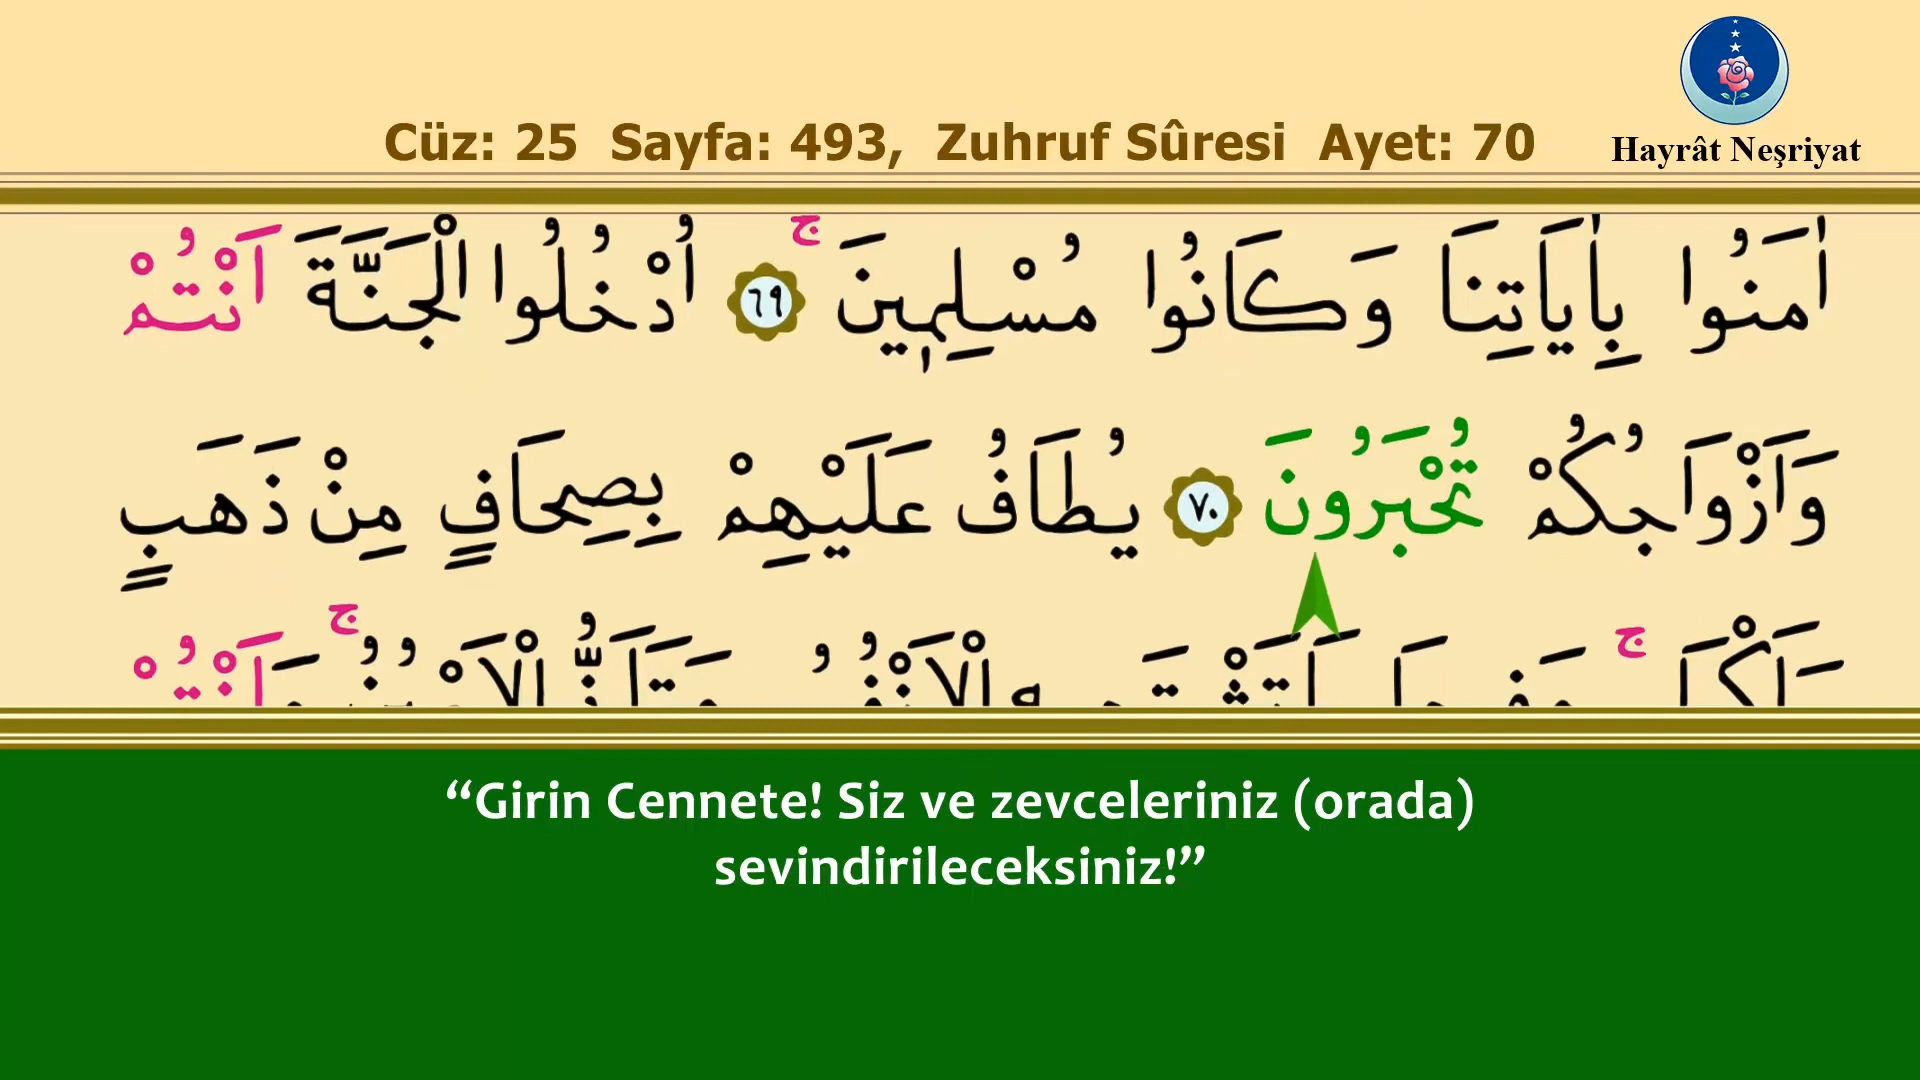 Cüz: 25 Sayfa: 493, Zuhruf Sûresi Ayet: 70
Hayrât Neşriyat
اٰمَنُوا بِاٰيَاتِنَا وَكَانُوا مُسْلِمٖينَ ج ٦٩ اُدْخُلُوا الْجَنَّةَ اَنْتُمْ
وَاَزْوَاجُكُمْ تُحْبَرُونَ ٧٠ يُطَافُ عَلَيْهِمْ بِصِحَافٍ مِنْ ذَهَبٍ
“Girin Cennete! Siz ve zevceleriniz (orada)
sevindirileceksiniz!”